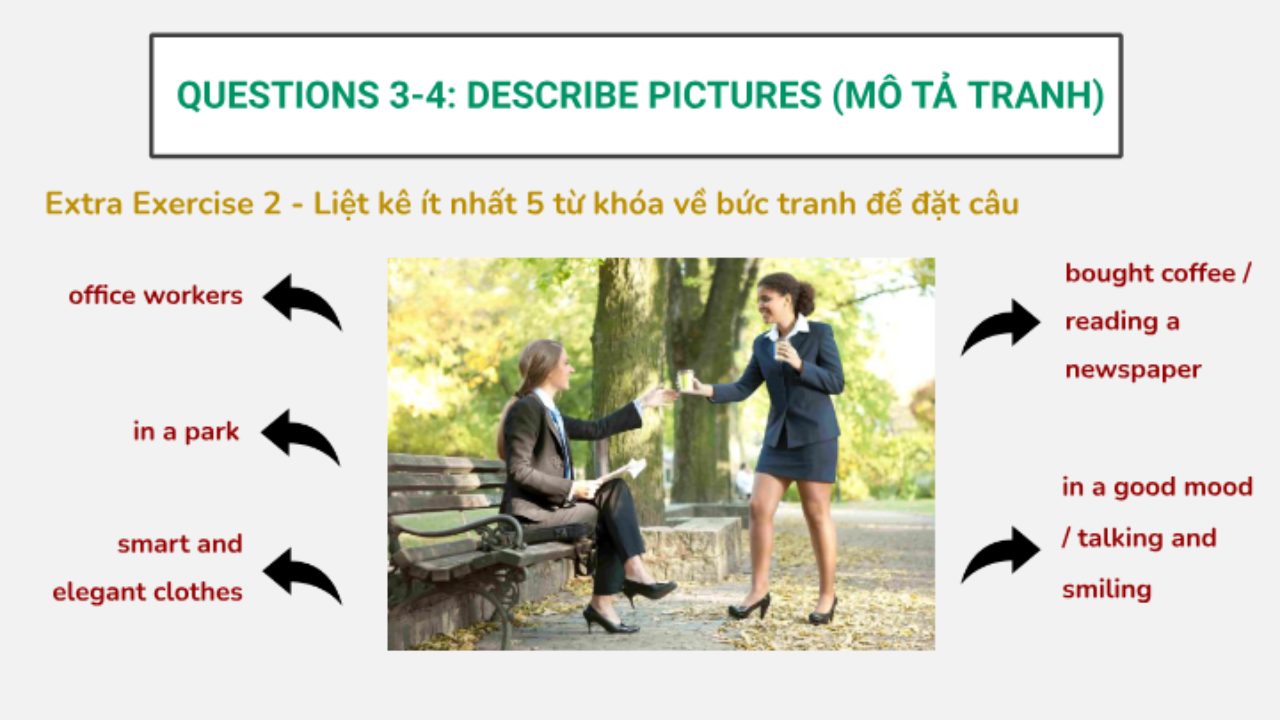 QUESTIONS 3-4: DESCRIBE PICTURES (MÔ TẢ TRANH)
Extra Exercise 2 - Liệt kê ít nhất 5 từ khóa về bức tranh để đặt câu
office workers
in a park
smart and
elegant clothes
bought coffee /
reading a
newspaper
in a good mood
/ talking and
smiling